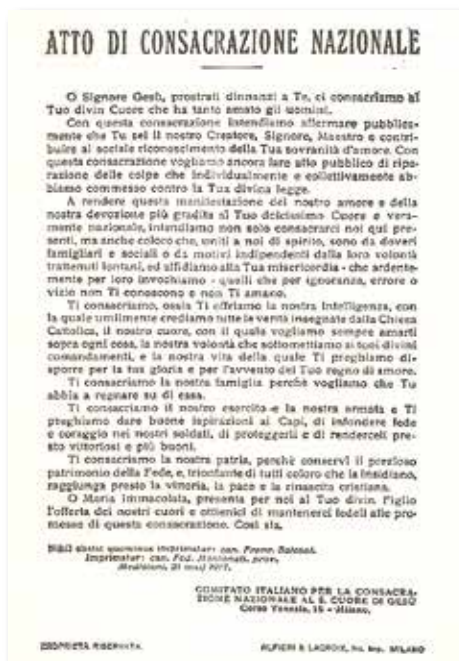 ATTO DI CONSACRAZIONE NAZIONALE
O Signore Gesù, prostrati dinnanzi a Te, ci consacriamo al
Tuo divin Cuore che ha tanto amato gli uomini.
Con questa consacrazione intendiamo affermare pubblica-
mente che Tu sei il nostro Creatore, Signore, Maestro e contri-
buire al sociale riconoscimento della Tua sovranità d'amore. Con
questa consacrazione vogliamo ancora fare atto pubblico di ripa-
razione delle colpe che individualmente e collettivamente ab-
biamo commesso contro la Tua divina legge.
A rendere questa manifestazione del nostro amore e della
nostra devozione più gradita al Tuo dolcissimo Cuore e vera-
mente nazionale, intendiamo non solo consacrarci noi qui pre-
senti, ma anche coloro che, uniti a noi di spirito, sono da doveri
famigliari e sociali o da motivi indipendenti dalla loro volontà
trattenuti lontani, ed affidiamo alla Tua misericordia - che ardente-
mente per loro invochiamo - quelli che per ignoranza, errore o
vizio non Ti conoscono e non Ti amano.
Ti consacriamo, ossia Ti offriamo la nostra intelligenza, con
la quale umilmente crediamo tutte le verità insegnate dalla Chiesa
Cattolica, il nostro cuore, con il quale vogliamo sempre amarti
sopra ogni cosa, la nostra volontà che sottomettiamo ai tuoi divini
comandamenti, e la nostra vita della quale Ti preghiamo di-
sporre per la tua gloria e per l'avvento del Tuo regno di amore.
Ti consacriamo la nostra famiglia perchè vogliamo che Tu
abbia a regnare su di essa.
Ti consacriamo il nostro esercito e la nostra armata e Ti
preghiamo dare buone ispirazioni ai Capi, di infondere fede
e coraggio nei nostri soldati, di proteggerli e di renderceli pre-
sto vittoriosi e più buoni.
Ti consacriamo la nostra patria, perchè conservi il prezioso
patrimonio della Fede, e, trionfante di tutti coloro che la insidiano,
raggiunga presto la vittoria, la pace e la rinascita cristiana.
O Maria Immacolata, presenta per noi al Tuo divin Figlio
l'offerta dei nostri cuori e ottienici di mantenerci fedeli alle pro-
messe di questa consacrazione. Così sia.
Nihil obstat quominus imprimatur: can. Franc.
Imprimatur: can.
Mediolani, 21 maij 1917.
COMITATO ITALIANO PER LA CONSACRA-
ZIONE NAZIONALE AL S. CUORE DI GESÙ
Corso Venezia, 15 - Milano.
PROPRIETÀ RISERVATA
ALFIERI & LACROIX, MILANO